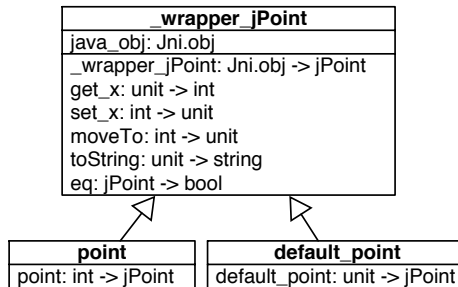 _wrapper_jPoint
java_obj: Jni.obj
_wrapper_jPoint: Jni.obj -> jPoint
get_x: unit -> int
set_x: int -> unit
moveTo: int -> unit
toString: unit -> string
eq: jPoint -> bool
point
point: int -> jPoint
default_point
default_point: unit -> jPoint